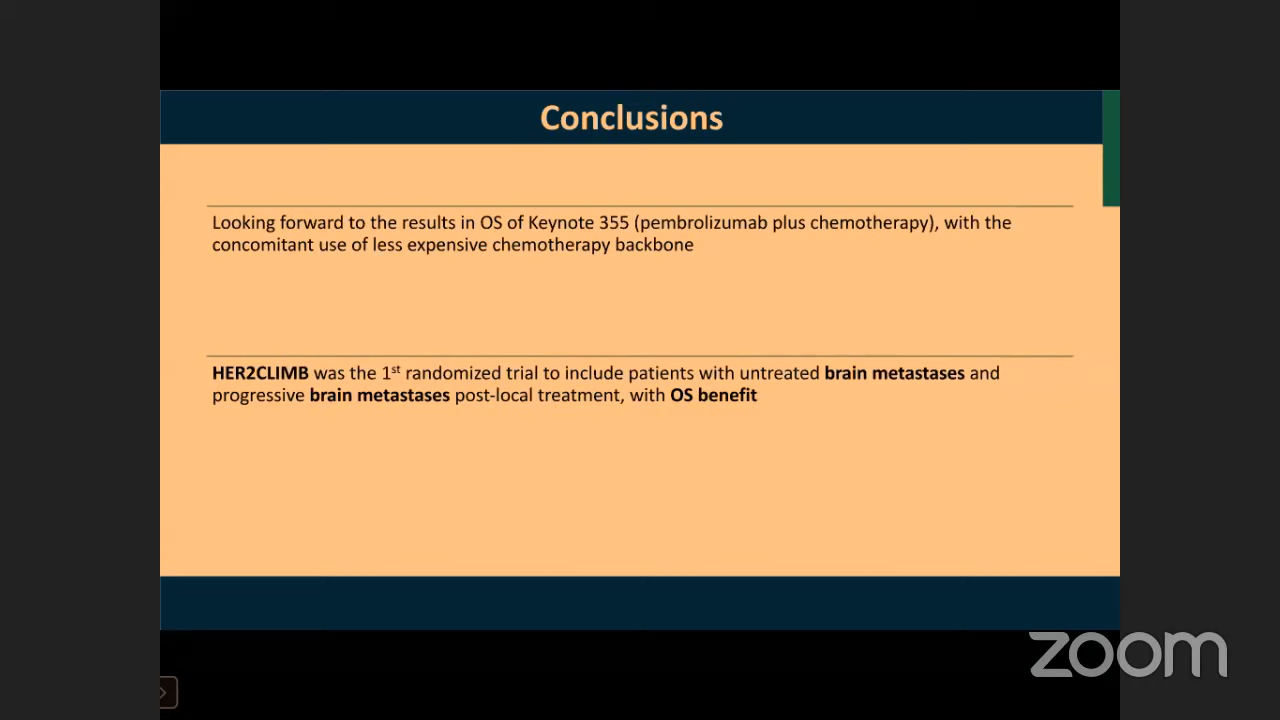 Conclusions
Looking forward to the results in OS of Keynote 355 (pembrolizumab plus chemotherapy), with the
concomitant use of less expensive chemotherapy backbone
HER2CLIMB was the 1st randomized trial to include patients with untreated brain metastases and
progressive brain metastases post-local treatment, with OS benefit
zoom